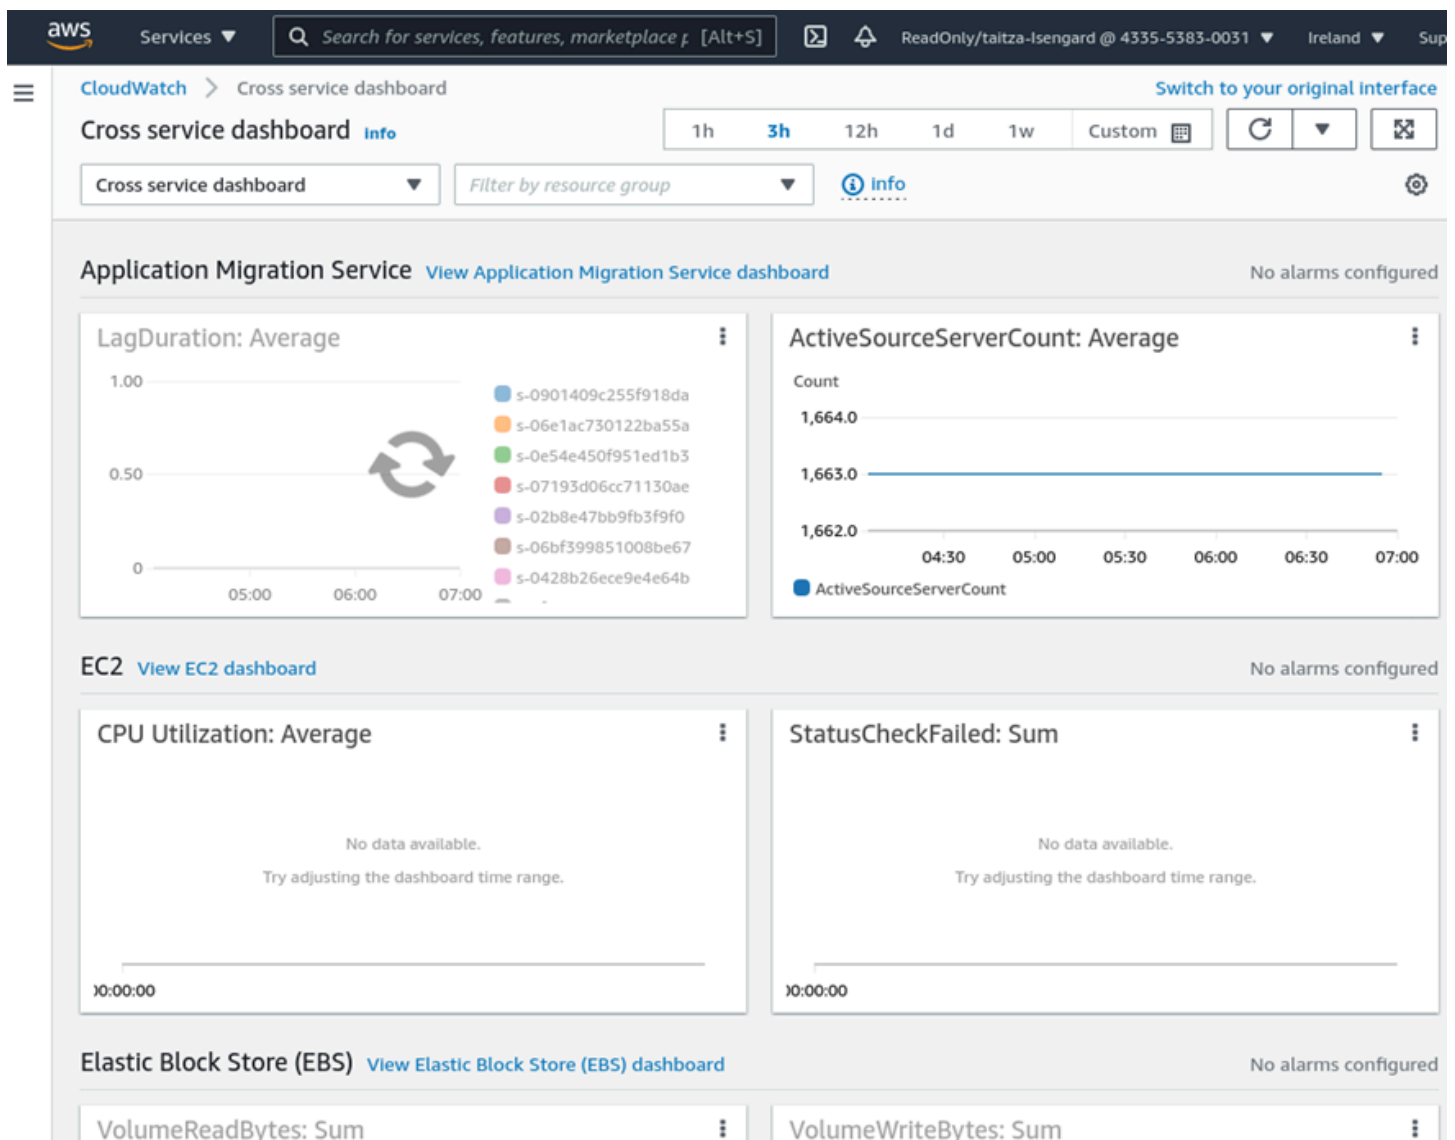 aws Services ▼ Search for services, features, marketplace p [Alt+S] ReadOnly/taitza-Isengard @ 4335-5383-0031 ▼ Ireland ▼ Sup
CloudWatch > Cross service dashboard Switch to your original interface
Cross service dashboard Info 1h 3h 12h 1d 1w Custom
Cross service dashboard ▼ Filter by resource group ▼ Info
Application Migration Service View Application Migration Service dashboard No alarms configured
LagDuration: Average
1.00
0.50
0
05:00 06:00 07:00
s-0901409c255f918da
s-06e1ac730122ba55a
s-0e54e450f951ed1b3
s-07193d06cc71130ae
s-02b8e47bb9fb3f9f0
s-06bf399851008be67
s-0428b26ece9e4e64b
ActiveSourceServerCount: Average
Count
1,664.0
1,663.0
1,662.0
04:30 05:00 05:30 06:00 06:30 07:00
ActiveSourceServerCount
EC2 View EC2 dashboard No alarms configured
CPU Utilization: Average
No data available.
Try adjusting the dashboard time range.
00:00:00
StatusCheckFailed: Sum
No data available.
Try adjusting the dashboard time range.
00:00:00
Elastic Block Store (EBS) View Elastic Block Store (EBS) dashboard No alarms configured
VolumeReadBytes: Sum
VolumeWriteBytes: Sum